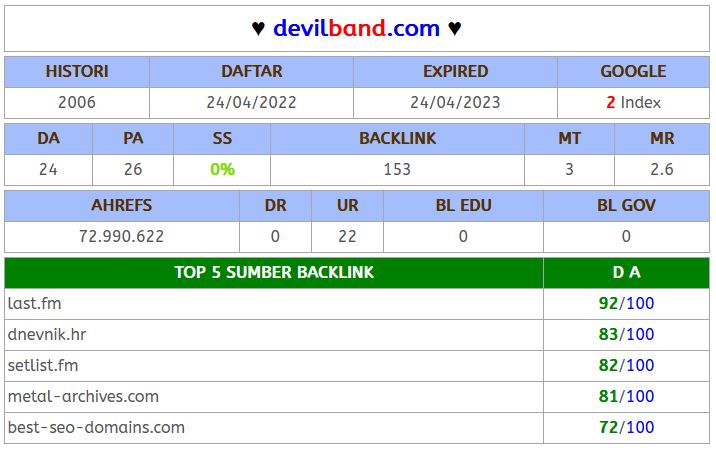 ♥ devilband.com ♥
HISTORI DAFTAR EXPIRED GOOGLE
2006 24/04/2022 24/04/2023 2 Index
DA PA SS BACKLINK MT MR
24 26 0% 153 3 2.6
AHREFS DR UR BL EDU BL GOV
72.990.622 0 22 0 0
TOP 5 SUMBER BACKLINK D A
last.fm 92/100
dnevnik.hr 83/100
setlist.fm 82/100
metal-archives.com 81/100
best-seo-domains.com 72/100